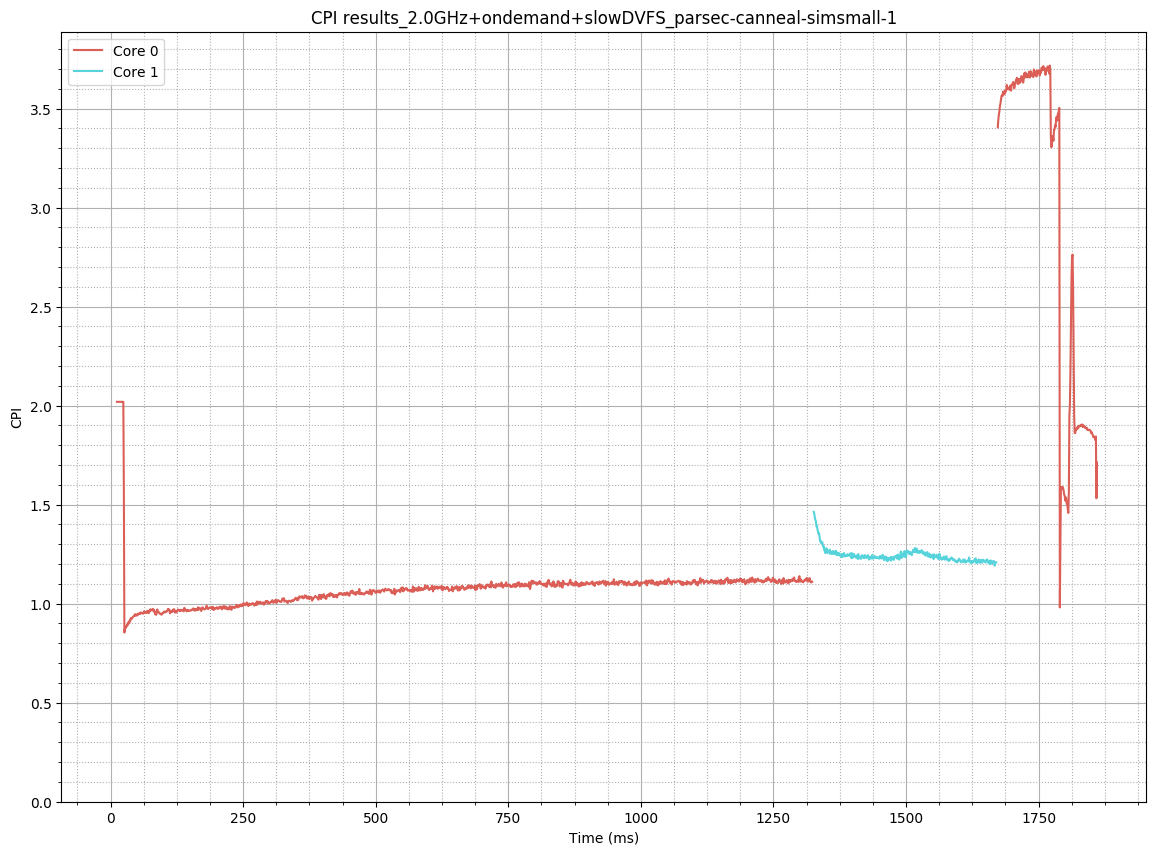 CPI results_2.0GHz+ondemand+slowDVFS_parsec-canneal-simsmall-1
Core 0
Core 1
CPI
3.5
3.0
2.5
2.0
1.5
1.0
0.5
0.0
0 250 500 750 1000 1250 1500 1750
Time (ms)